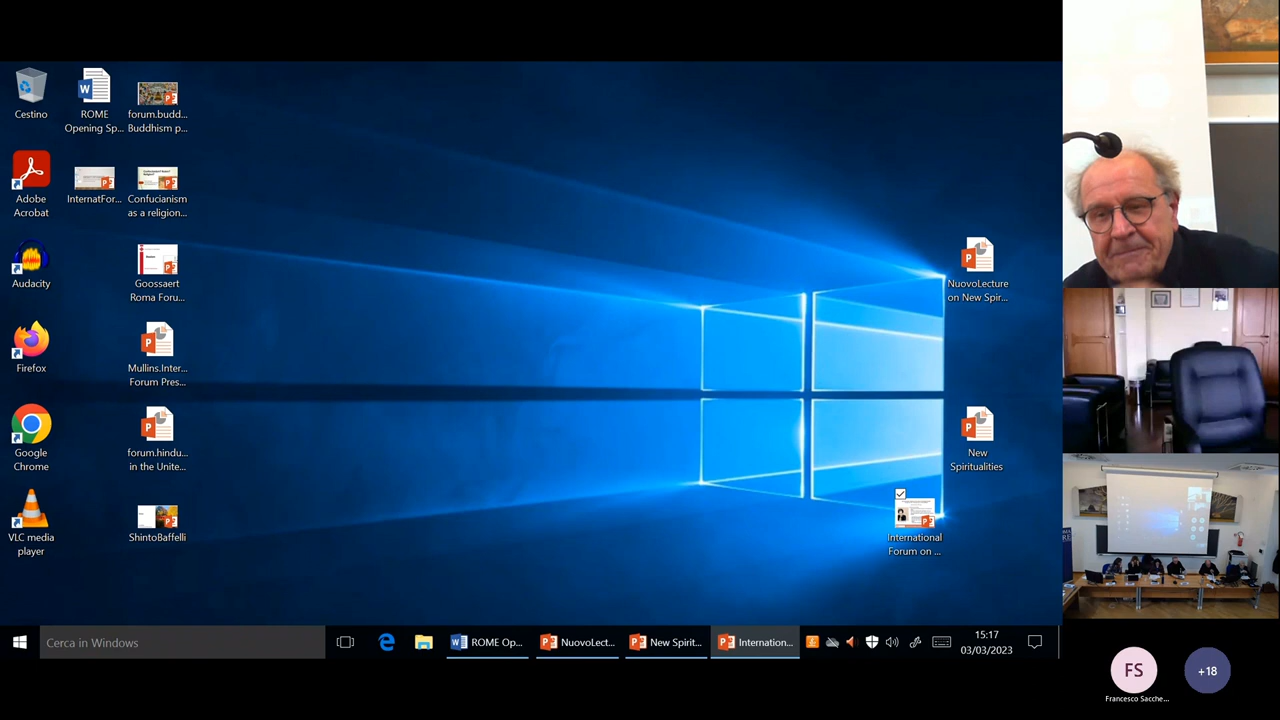 Cestino
ROME
Opening Sp...
forum.budd...
Buddhism p...
Adobe
Acrobat
InternatFor...
Confucianism
as a religion...
Audacity
Goossaert
Roma Foru...
NuovoLecture
on New Spir...
Firefox
Mullins.Inter...
Forum Pres...
Google
Chrome
forum.hindu...
in the Unite...
New
Spiritualities
VLC media
player
ShintoBaffelli
International
Forum on ...
Cerca in Windows
ROME Op...
NuovoLect...
New Spirit...
Internation...
15:17
03/03/2023
FS
Francesco Sacche...
+18